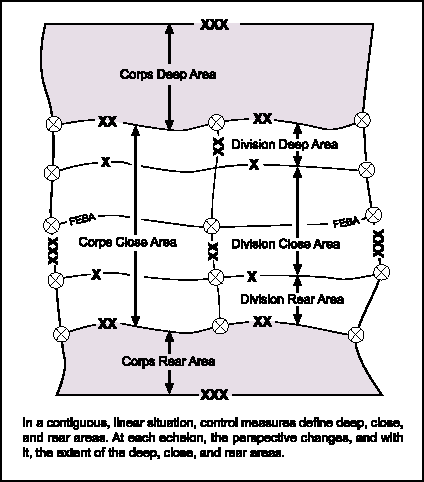 XXX
Corps Deep Area
XX XX
XX
Division Deep Area
X X
FEBA FEBA
XXX Corps Close Area XX Division Close Area XXX
X X
Division Rear Area
XX XX
Corps Rear Area
XXX
In a contiguous, linear situation, control measures define deep, close,
and rear areas. At each echelon, the perspective changes, and with
it, the extent of the deep, close, and rear areas.